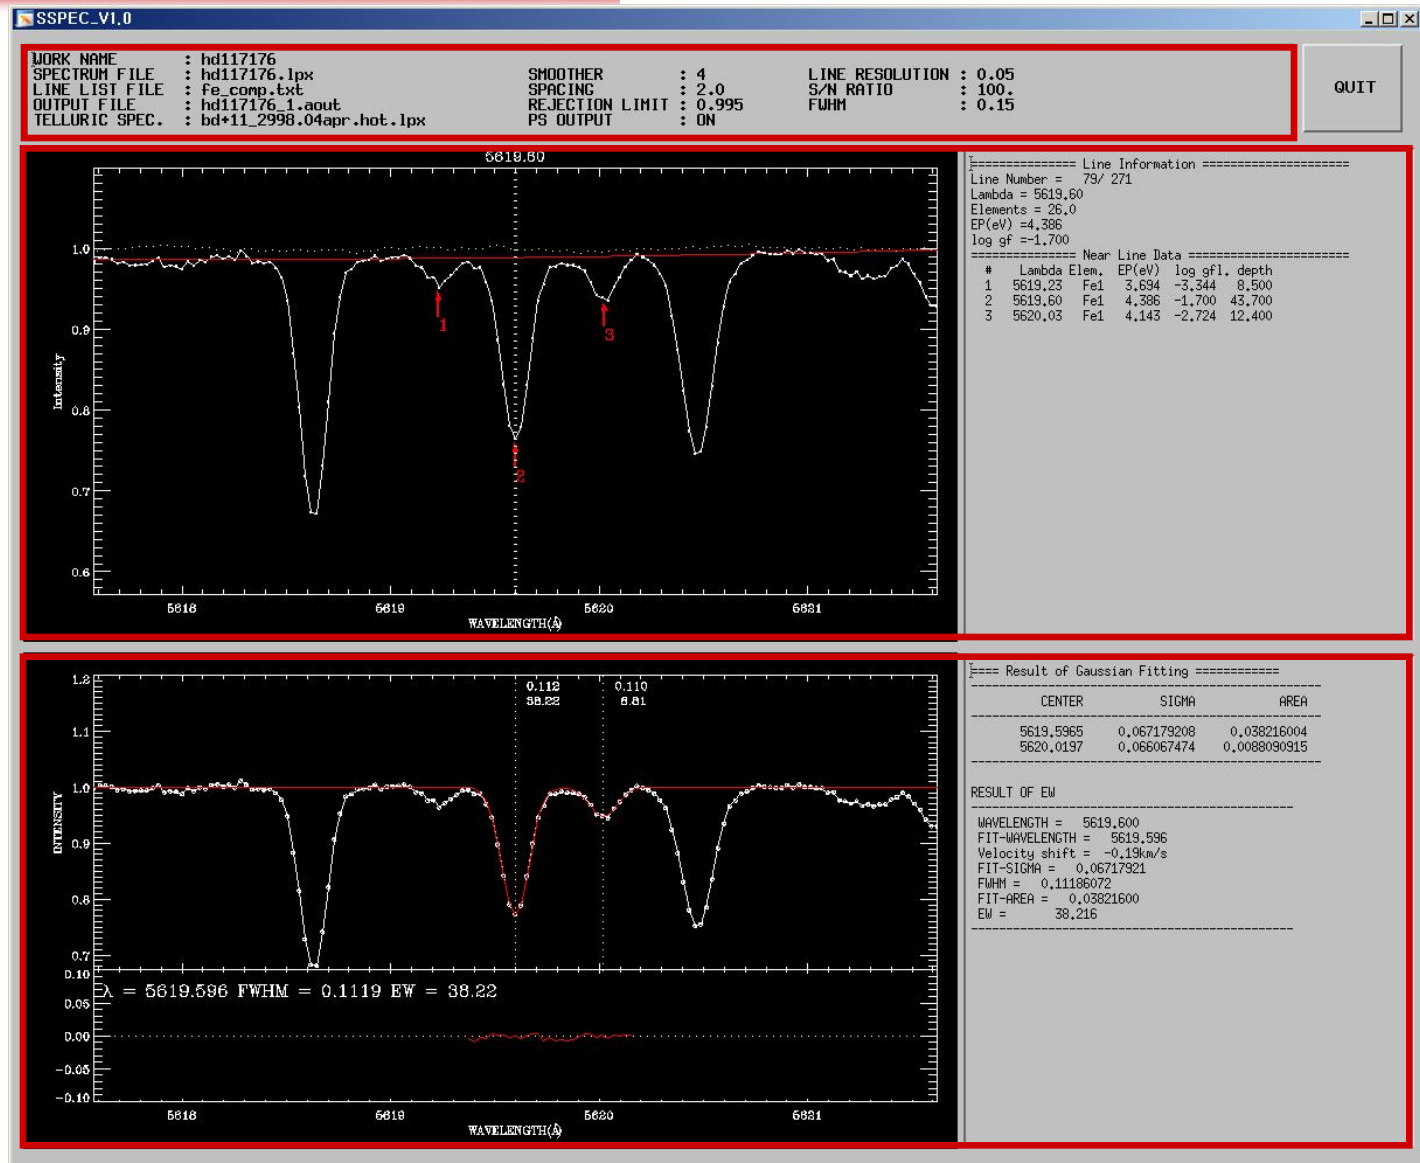 SSPEC_V1.0
WORK NAME : hd117176
SPECTRUM FILE : hd117176.lpx SMOOTHER : 4 LINE RESOLUTION : 0.05
LINE LIST FILE : fe_comp.txt SPACING : 2.0 S/N RATIO : 100.
OUTPUT FILE : hd117176_1.aout REJECTION LIMIT : 0.995 FWHM : 0.15
TELLURIC SPEC. : bd+11_2998.04apr.hot.lpx PS OUTPUT : ON
QUIT
5619.60
1.0
0.9
0.8
0.7
0.6
Intensity
1
2
3
5618 5619 5620 5621
WAVELENGTH(Å)
=============== Line Information =====================
Line Number = 79/ 271
Lambda = 5619.60
Elements = 26.0
EP(eV) =4.386
log gf =-1.700
=============== Near Line Data =======================
# Lambda Elem. EP(eV) log gfl. depth
1 5619.23 Fe1 3.694 -3.344 8.500
2 5619.60 Fe1 4.386 -1.700 43.700
3 5620.03 Fe1 4.143 -2.724 12.400
1.2
1.1
1.0
0.9
0.8
0.7
INTENSITY
0.112 0.110
38.22 8.81
0.10
0.05
0.00
-0.05
-0.10
λ = 5619.596 FWHM = 0.1119 EW = 38.22
5618 5619 5620 5621
WAVELENGTH(Å)
==== Result of Gaussian Fitting ============
CENTER SIGMA AREA
5619.5965 0.067179208 0.038216004
5620.0197 0.066067474 0.0088090915
RESULT OF EW
WAVELENGTH = 5619.600
FIT-WAVELENGTH = 5619.596
Velocity shift = -0.19km/s
FIT-SIGMA = 0.06717921
FWHM = 0.11186072
FIT-AREA = 0.03821600
EW = 38.216